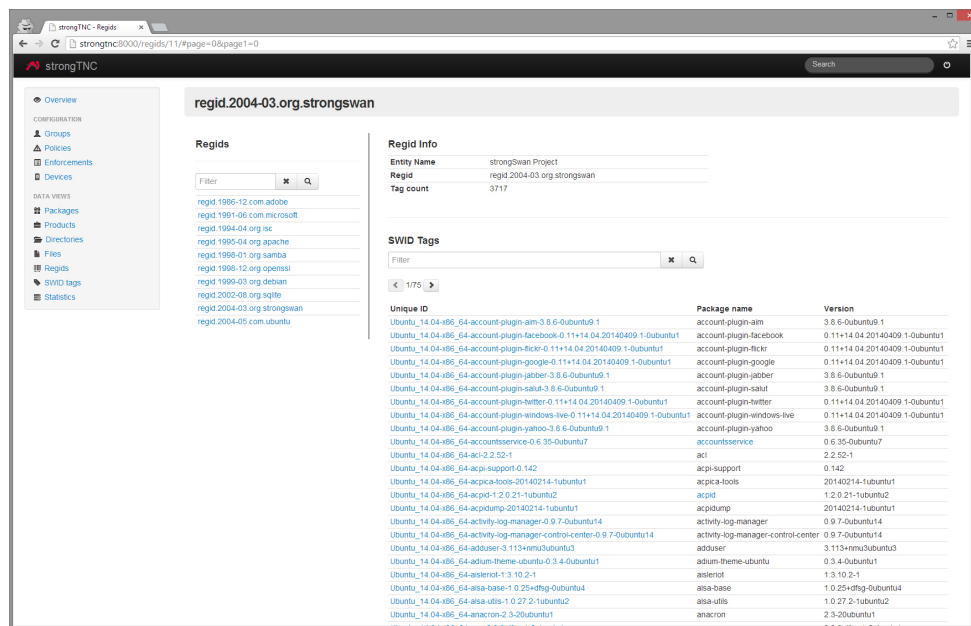 strongTNC - Regids
strongtnc:8000/regids/11/#page=0&page1=0
strongTNC
Search
Overview
CONFIGURATION
Groups
Policies
Enforcements
Devices
DATA VIEWS
Packages
Products
Directories
Files
Regids
SWID tags
Statistics
regid.2004-03.org.strongswan
Regids
Filter
regid.1986-12.com.adobe
regid.1991-06.com.microsoft
regid.1994-04.org.isc
regid.1995-04.org.apache
regid.1998-01.org.samba
regid.1998-12.org.openssl
regid.1999-03.org.debian
regid.2002-08.org.sqlite
regid.2004-03.org.strongswan
regid.2004-05.com.ubuntu
Regid Info
Entity Name strongSwan Project
Regid regid.2004-03.org.strongswan
Tag count 3717
SWID Tags
Filter
1/75
Unique ID Package name Version
Ubuntu_14.04-x86_64-account-plugin-aim-3.8.6-0ubuntu9.1 account-plugin-aim 3.8.6-0ubuntu9.1
Ubuntu_14.04-x86_64-account-plugin-facebook-0.11+14.04.20140409.1-0ubuntu1 account-plugin-facebook 0.11+14.04.20140409.1-0ubuntu1
Ubuntu_14.04-x86_64-account-plugin-flickr-0.11+14.04.20140409.1-0ubuntu1 account-plugin-flickr 0.11+14.04.20140409.1-0ubuntu1
Ubuntu_14.04-x86_64-account-plugin-google-0.11+14.04.20140409.1-0ubuntu1 account-plugin-google 0.11+14.04.20140409.1-0ubuntu1
Ubuntu_14.04-x86_64-account-plugin-jabber-3.8.6-0ubuntu9.1 account-plugin-jabber 3.8.6-0ubuntu9.1
Ubuntu_14.04-x86_64-account-plugin-salut-3.8.6-0ubuntu9.1 account-plugin-salut 3.8.6-0ubuntu9.1
Ubuntu_14.04-x86_64-account-plugin-twitter-0.11+14.04.20140409.1-0ubuntu1 account-plugin-twitter 0.11+14.04.20140409.1-0ubuntu1
Ubuntu_14.04-x86_64-account-plugin-windows-live-0.11+14.04.20140409.1-0ubuntu1 account-plugin-windows-live 0.11+14.04.20140409.1-0ubuntu1
Ubuntu_14.04-x86_64-account-plugin-yahoo-3.8.6-0ubuntu9.1 account-plugin-yahoo 3.8.6-0ubuntu9.1
Ubuntu_14.04-x86_64-accountsservice-0.6.35-0ubuntu7 accountsservice 0.6.35-0ubuntu7
Ubuntu_14.04-x86_64-acl-2.2.52-1 acl 2.2.52-1
Ubuntu_14.04-x86_64-acpi-support-0.142 acpi-support 0.142
Ubuntu_14.04-x86_64-acpica-tools-20140214-1ubuntu1 acpica-tools 20140214-1ubuntu1
Ubuntu_14.04-x86_64-acpid-1:2.0.21-1ubuntu2 acpid 1:2.0.21-1ubuntu2
Ubuntu_14.04-x86_64-acpidump-20140214-1ubuntu1 acpidump 20140214-1ubuntu1
Ubuntu_14.04-x86_64-activity-log-manager-0.9.7-0ubuntu14 activity-log-manager 0.9.7-0ubuntu14
Ubuntu_14.04-x86_64-activity-log-manager-control-center-0.9.7-0ubuntu14 activity-log-manager-control-center 0.9.7-0ubuntu14
Ubuntu_14.04-x86_64-adduser-3.113+nmu3ubuntu3 adduser 3.113+nmu3ubuntu3
Ubuntu_14.04-x86_64-adium-theme-ubuntu-0.3.4-0ubuntu1 adium-theme-ubuntu 0.3.4-0ubuntu1
Ubuntu_14.04-x86_64-aisleriot-1:3.10.2-1 aisleriot 1:3.10.2-1
Ubuntu_14.04-x86_64-alsa-base-1.0.25+dfsg-0ubuntu4 alsa-base 1.0.25+dfsg-0ubuntu4
Ubuntu_14.04-x86_64-alsa-utils-1.0.27.2-1ubuntu2 alsa-utils 1.0.27.2-1ubuntu2
Ubuntu_14.04-x86_64-anacron-2.3-20ubuntu1 anacron 2.3-20ubuntu1